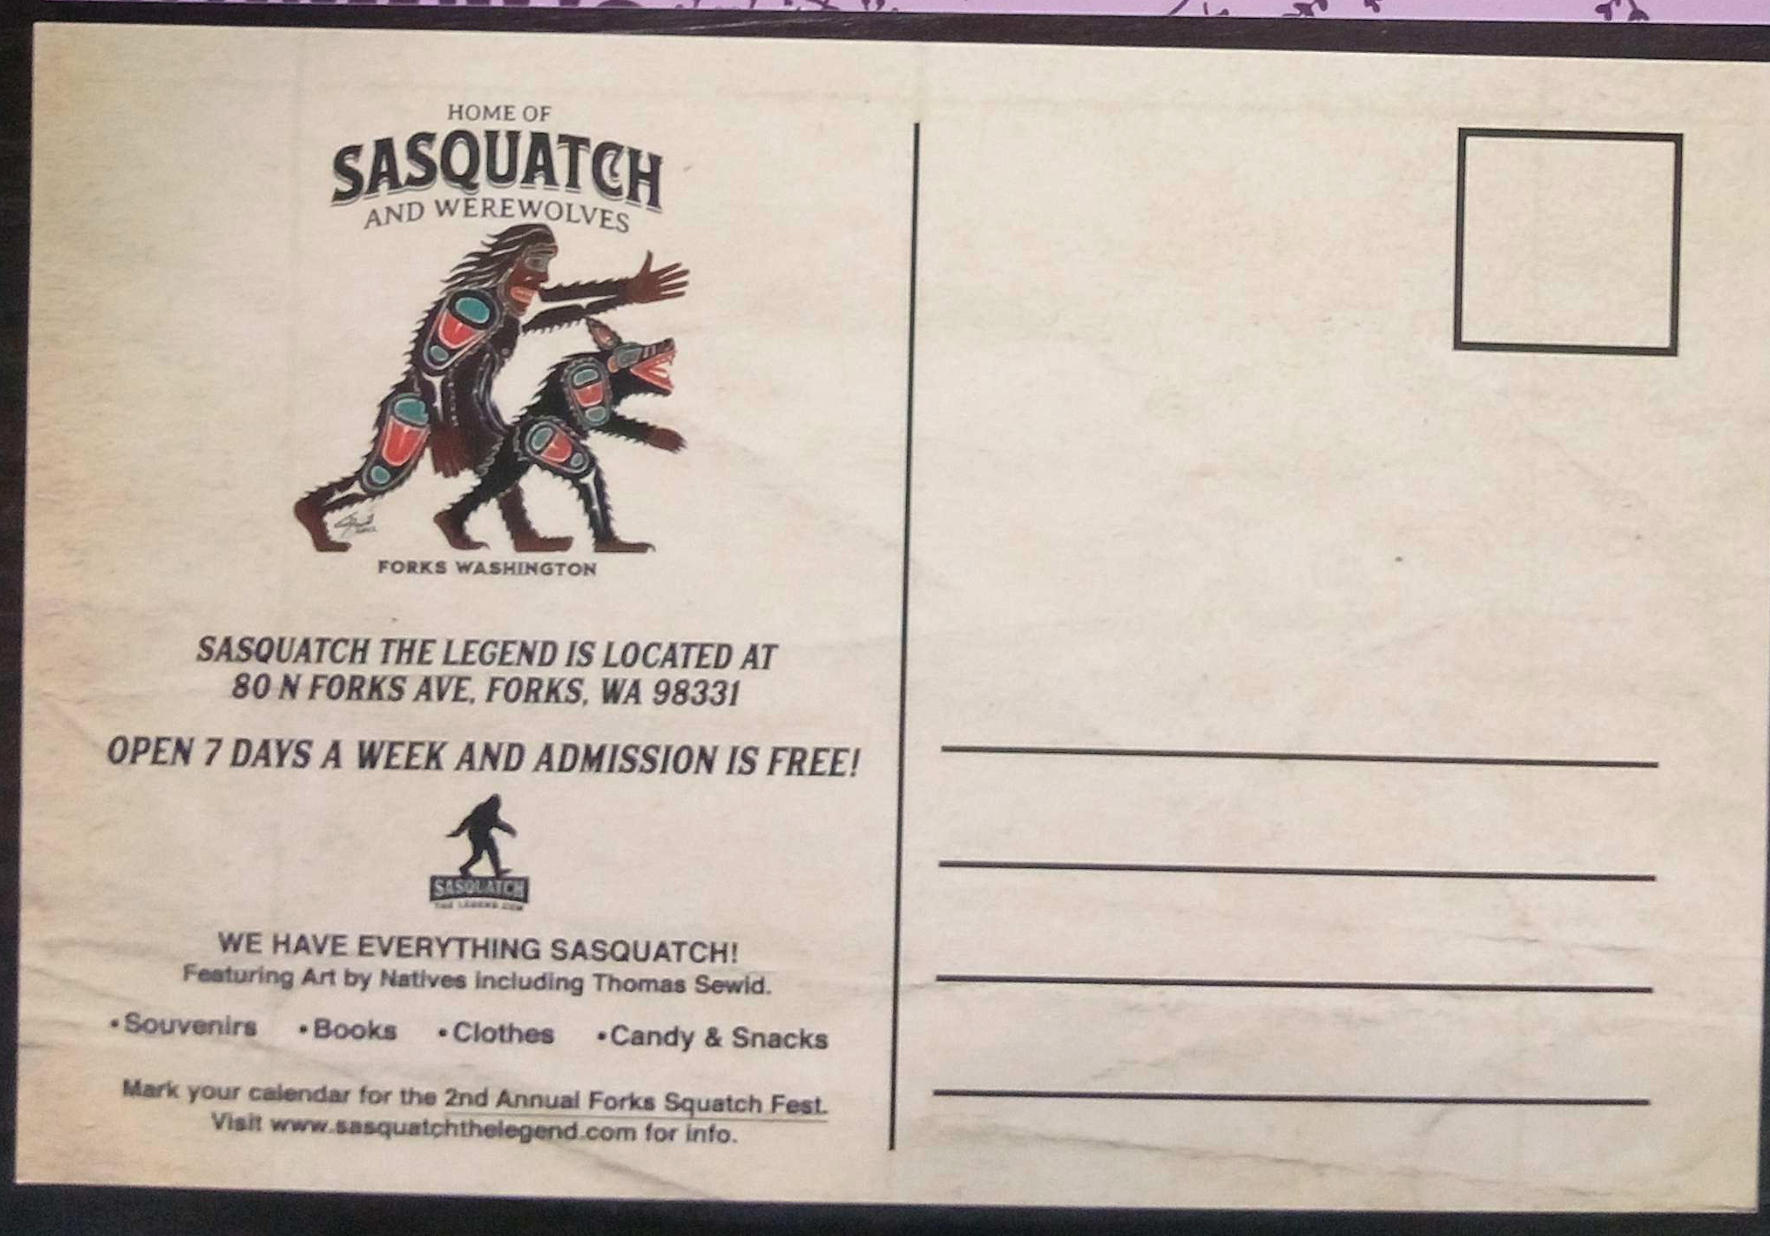 HOME OF
SASQUATCH
AND WEREWOLVES
FORKS WASHINGTON
SASQUATCH THE LEGEND IS LOCATED AT
80 N FORKS AVE, FORKS, WA 98331
OPEN 7 DAYS A WEEK AND ADMISSION IS FREE!
SASQUATCH
THE LEGEND.COM
WE HAVE EVERYTHING SASQUATCH!
Featuring Art by Natives including Thomas Sewid.
•Souvenirs •Books •Clothes •Candy & Snacks
Mark your calendar for the 2nd Annual Forks Squatch Fest.
Visit www.sasquatchthelegend.com for info.